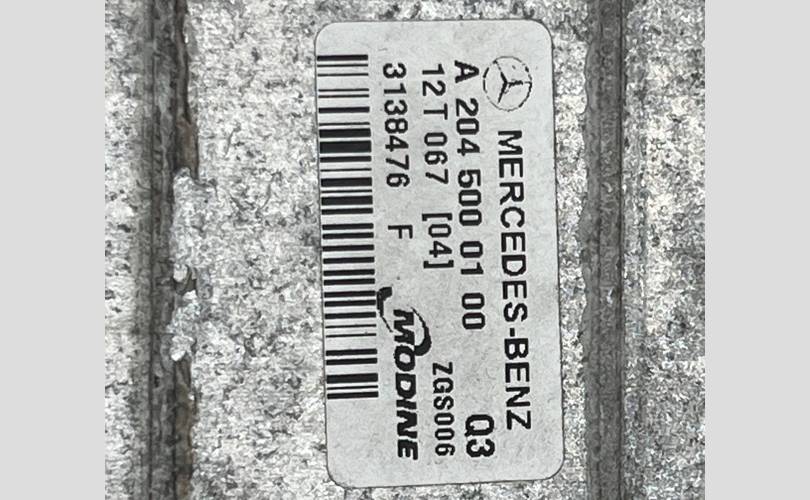 MERCEDES-BENZ
A 204 500 01 00 Q3
12T 067 [04] ZGS006
3138476 F MODINE